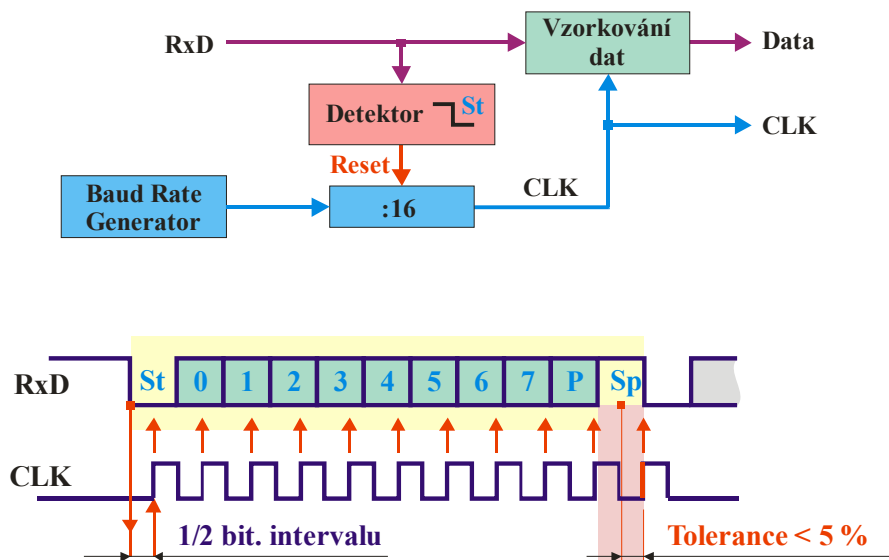 RxD
Vzorkování
dat
Data
Detektor St
CLK
Reset
Baud Rate
Generator
:16
CLK
RxD
St 0 1 2 3 4 5 6 7 P Sp
CLK
1/2 bit. intervalu
Tolerance < 5 %